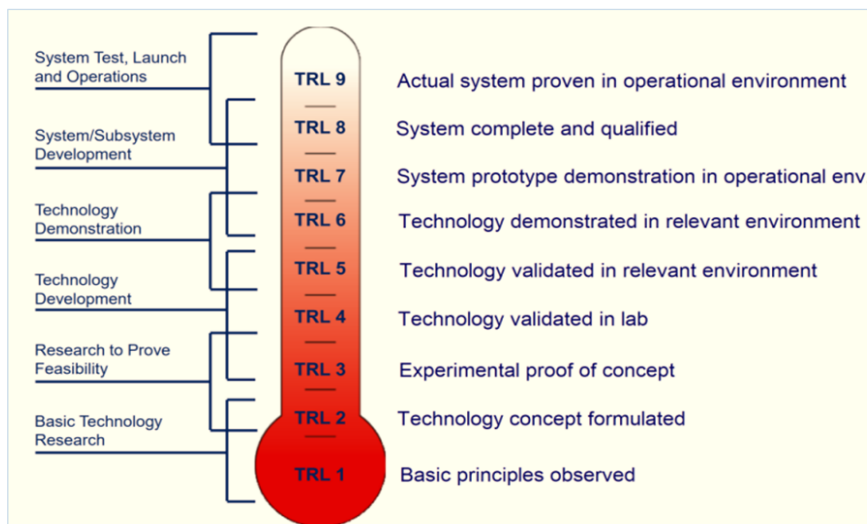 System Test, Launch
and Operations
System/Subsystem
Development
Technology
Demonstration
Technology
Development
Research to Prove
Feasibility
Basic Technology
Research
TRL 9
Actual system proven in operational environment
TRL 8
System complete and qualified
TRL 7
System prototype demonstration in operational env
TRL 6
Technology demonstrated in relevant environment
TRL 5
Technology validated in relevant environment
TRL 4
Technology validated in lab
TRL 3
Experimental proof of concept
TRL 2
Technology concept formulated
TRL 1
Basic principles observed